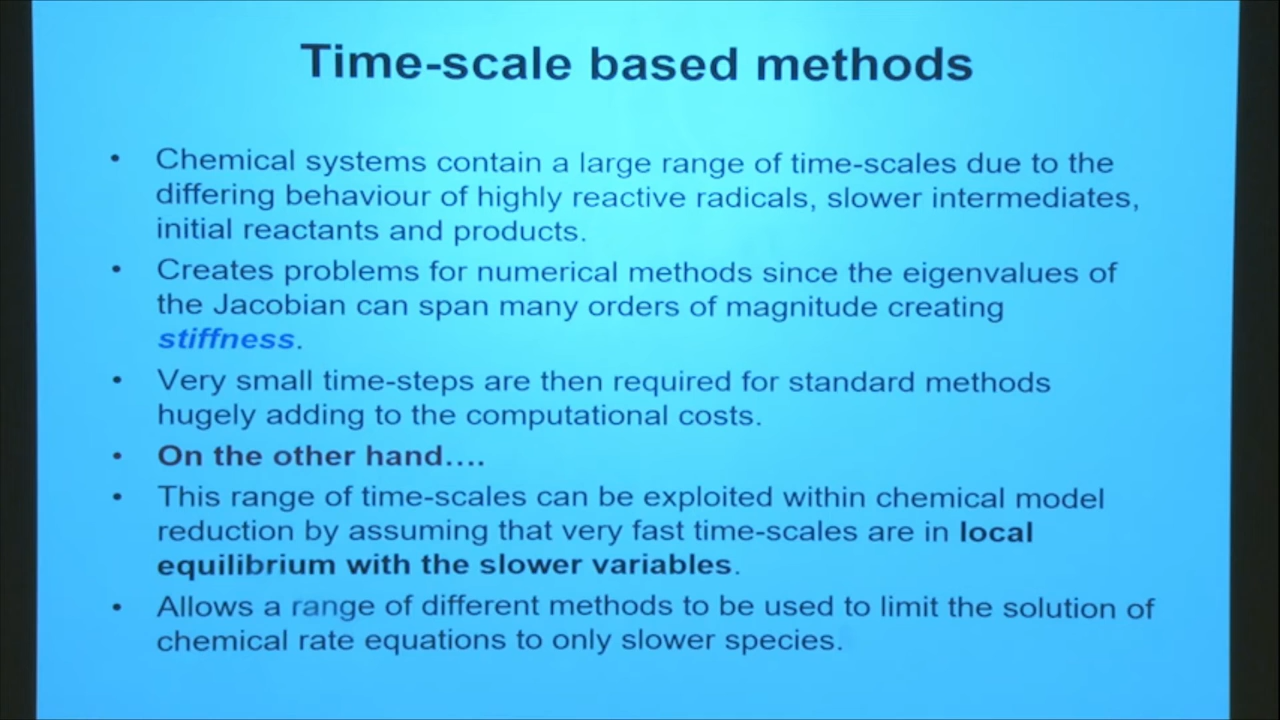 Time-scale based methods
• Chemical systems contain a large range of time-scales due to the
differing behaviour of highly reactive radicals, slower intermediates,
initial reactants and products.
• Creates problems for numerical methods since the eigenvalues of
the Jacobian can span many orders of magnitude creating
stiffness.
• Very small time-steps are then required for standard methods
hugely adding to the computational costs.
• On the other hand....
• This range of time-scales can be exploited within chemical model
reduction by assuming that very fast time-scales are in local
equilibrium with the slower variables.
• Allows a range of different methods to be used to limit the solution of
chemical rate equations to only slower species.